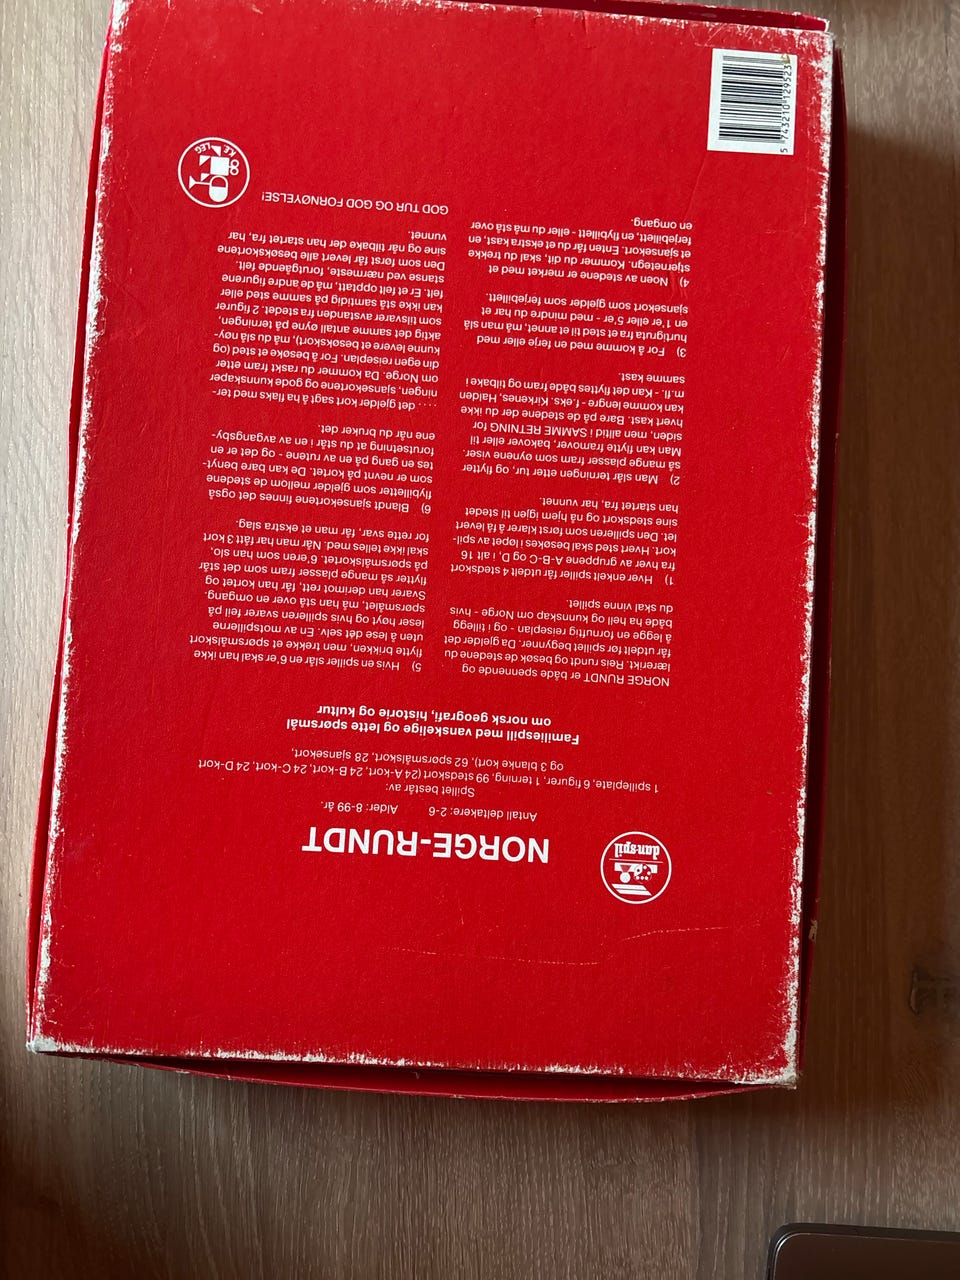 dan-spil
NORGE-RUNDT
Antall deltakere: 2-6 Alder: 8-99 år.
Spillet består av:
1 spilleplate, 6 figurer, 1 terning, 99 stedskort (24 A-kort, 24 B-kort, 24 C-kort, 24 D-kort
og 3 blanke kort), 62 spørsmålskort, 28 sjansekort,
Familiespill med vanskelige og lette spørsmål
om norsk geografi, historie og kultur
NORGE RUNDT er både spennende og
lærerikt. Reis rundt og besøk de stedene du
får utdelt før spillet begynner. Da gjelder det
å legge en fornuftig reiseplan - og i tillegg
både ha hell og kunnskap om Norge - hvis
du skal vinne spillet.
1) Hver enkelt spiller får utdelt 4 stedskort
fra hver av gruppene A-B-C og D, i alt 16
kort. Hvert sted skal besøkes i løpet av spil-
let. Den spilleren som først klarer å få levert
sine stedskort og nå hjem igjen til stedet
han startet fra, har vunnet.
2) Man slår terningen etter tur, og flytter
så mange plasser fram som øynene viser.
Man kan flytte framover, bakover eller til
siden, men alltid i SAMME RETNING for
hvert kast. Bare på de stedene der du ikke
kan komme lengre - f.eks. Kirkenes, Halden
m.fl. - Kan det flyttes både fram og tilbake i
samme kast.
3) For å komme med en ferje eller med
hurtigruta fra et sted til et annet, må man slå
en 1'er eller 5'er - med mindre du har et
sjansekort som gjelder som ferjebillett.
4) Noen av stedene er merket med et
stjernetegn. Kommer du dit, skal du trekke
et sjansekort. Enten får du et ekstra kast, en
ferjebillett, en flybillett - eller du må stå over
en omgang.
5) Hvis en spiller slår en 6'er skal han ikke
flytte brikken, men trekke et spørsmålskort
uten å lese det selv. En av motspillerne
leser høyt og hvis spilleren svarer feil på
spørsmålet, må han stå over en omgang.
Svarer han derimot rett, får han kortet og
flytter så mange plasser fram som det står
på spørsmålskortet. 6'eren som han slo,
skal ikke telles med. Når man har fått 3 kort
for rette svar, får man et ekstra slag.
6) Blandt sjansekortene finnes det også
flybilletter som gjelder mellom de stedene
som er nevnt på kortet. De kan bare benyt-
tes en gang på en av rutene - og det er en
forutsetning at du står i en av avgangsby-
ene når du bruker det.
. . . . det gjelder kort sagt å ha flaks med ter-
ningen, sjansekortene og gode kunnskaper
om Norge. Da kommer du raskt fram etter
din egen reiseplan. For å besøke et sted og
kunne levere et besøkskort), må du slå nøy-
aktig det samme antall øyne på terningen,
som tilsvarer avstanden fra stedet. 2 figurer
kan ikke stå samtidig på samme sted eller
felt. Er et felt opptatt, må de andre figurene
stanse ved nærmeste, forutgående felt.
Den som først får levert alle besøkskortene
sine og når tilbake der han startet fra, har
vunnet.
GOD TUR OG GOD FORNØYELSE!
K.E. LEG
5 743210 129523